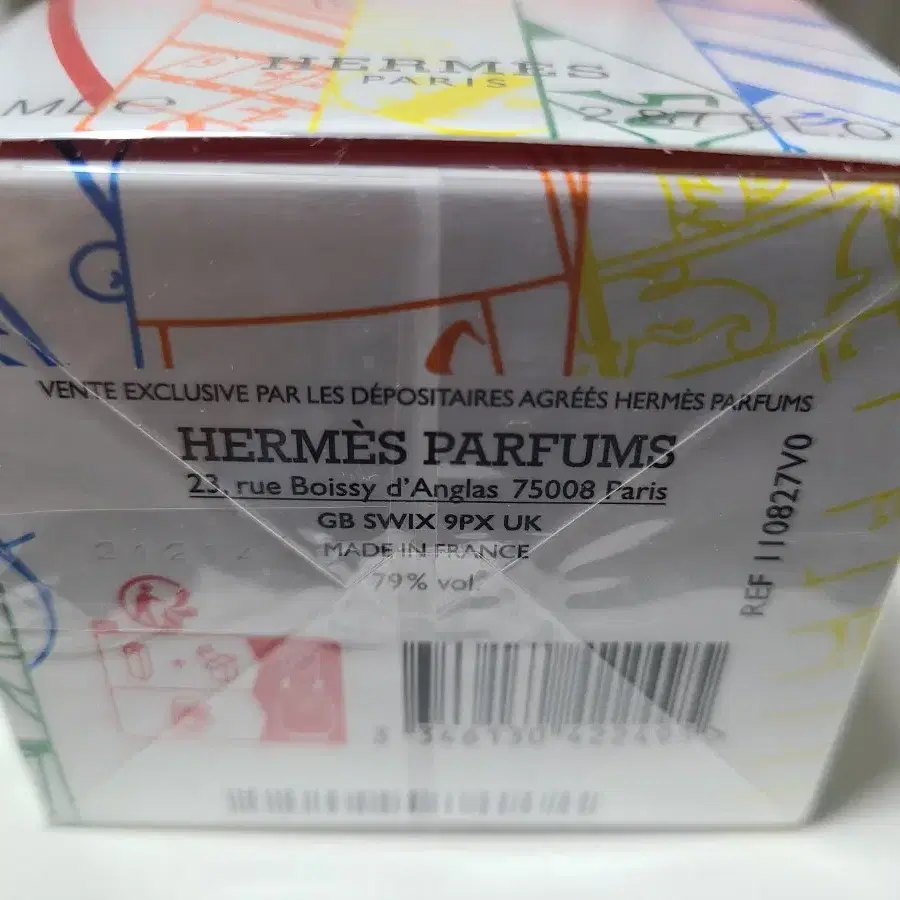 HERMÈS
PARIS
VENTE EXCLUSIVE PAR LES DÉPOSITAIRES AGRÉÉS HERMÈS PARFUMS
HERMÈS PARFUMS
23, rue Boissy d'Anglas 75008 Paris
GB SWIX 9PX UK
MADE IN FRANCE
79% vol.
REF 110827V0